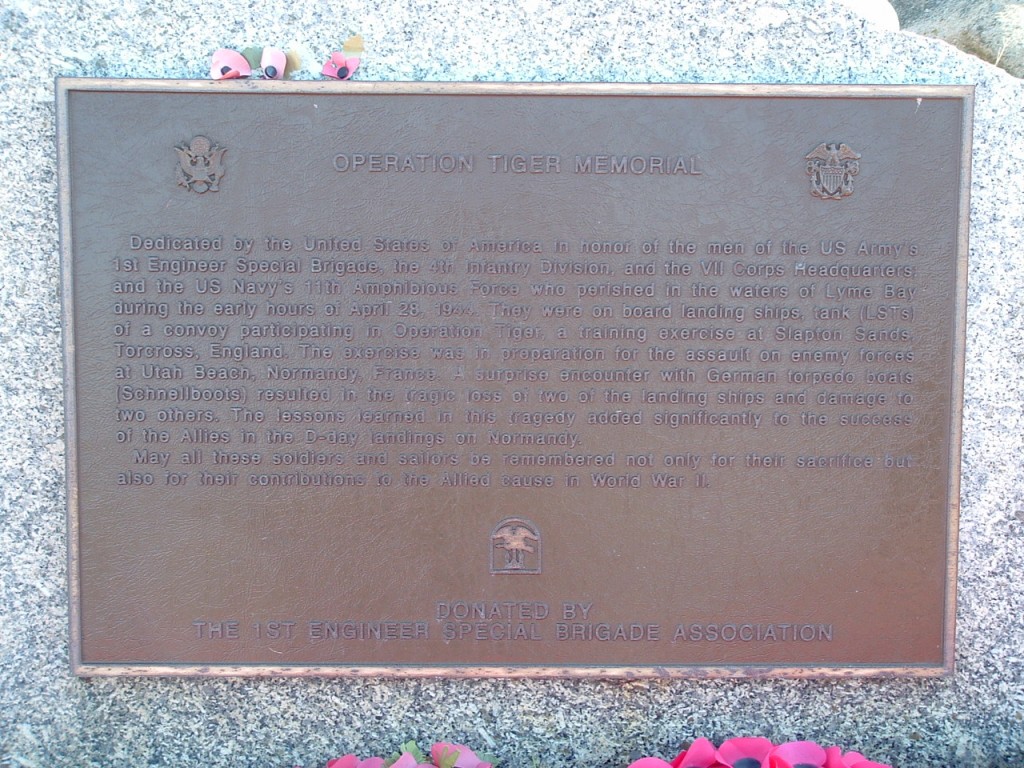 OPERATION TIGER MEMORIAL
Dedicated by the United States of America in honor of the men of the US Army's
1st Engineer Special Brigade, the 4th Infantry Division, and the VII Corps Headquarters;
and the US Navy's 11th Amphibious Force who perished in the waters of Lyme Bay
during the early hours of April 28, 1944. They were on board landing ships, tank (LSTs)
of a convoy participating in Operation Tiger, a training exercise at Slapton Sands,
Torcross, England. The exercise was in preparation for the assault on enemy forces
at Utah Beach, Normandy, France. A surprise encounter with German torpedo boats
(Schnellboots) resulted in the tragic loss of two of the landing ships and damage to
two others. The lessons learned in this tragedy added significantly to the success
of the Allies in the D-day landings on Normandy.
May all these soldiers and sailors be remembered not only for their sacrifice but
also for their contributions to the Allied cause in World War II.
DONATED BY
THE 1ST ENGINEER SPECIAL BRIGADE ASSOCIATION